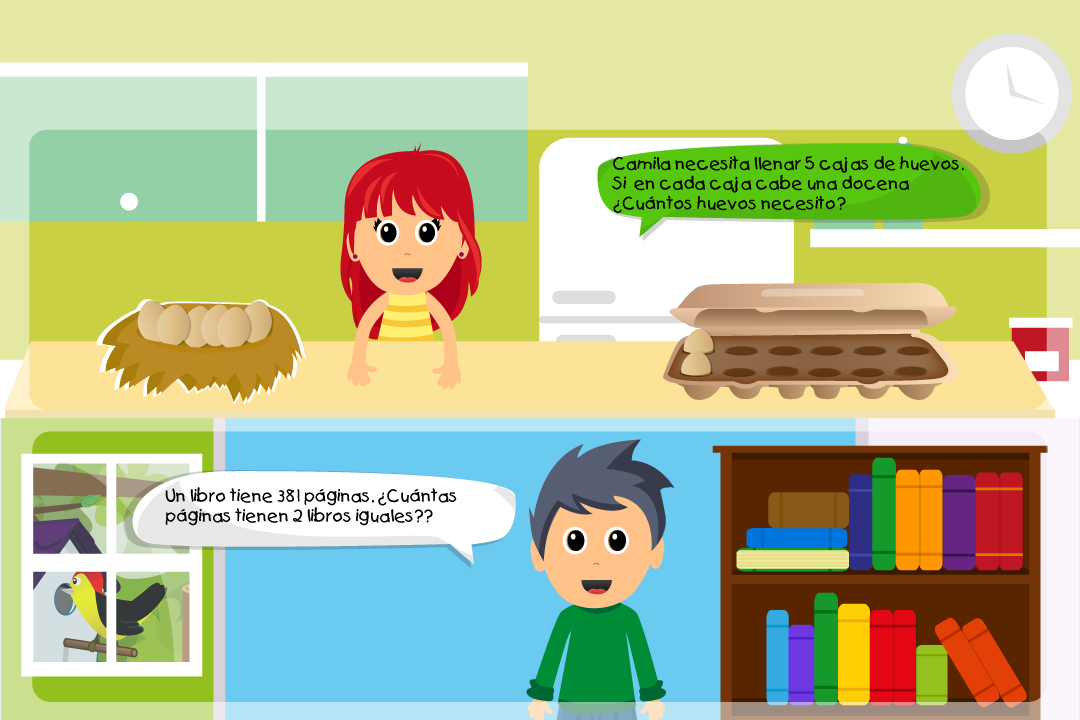 Camila necesita llenar 5 cajas de huevos.
Si en cada caja cabe una docena
¿Cuántos huevos necesito?
Un libro tiene 381 páginas. ¿Cuántas
páginas tienen 2 libros iguales??